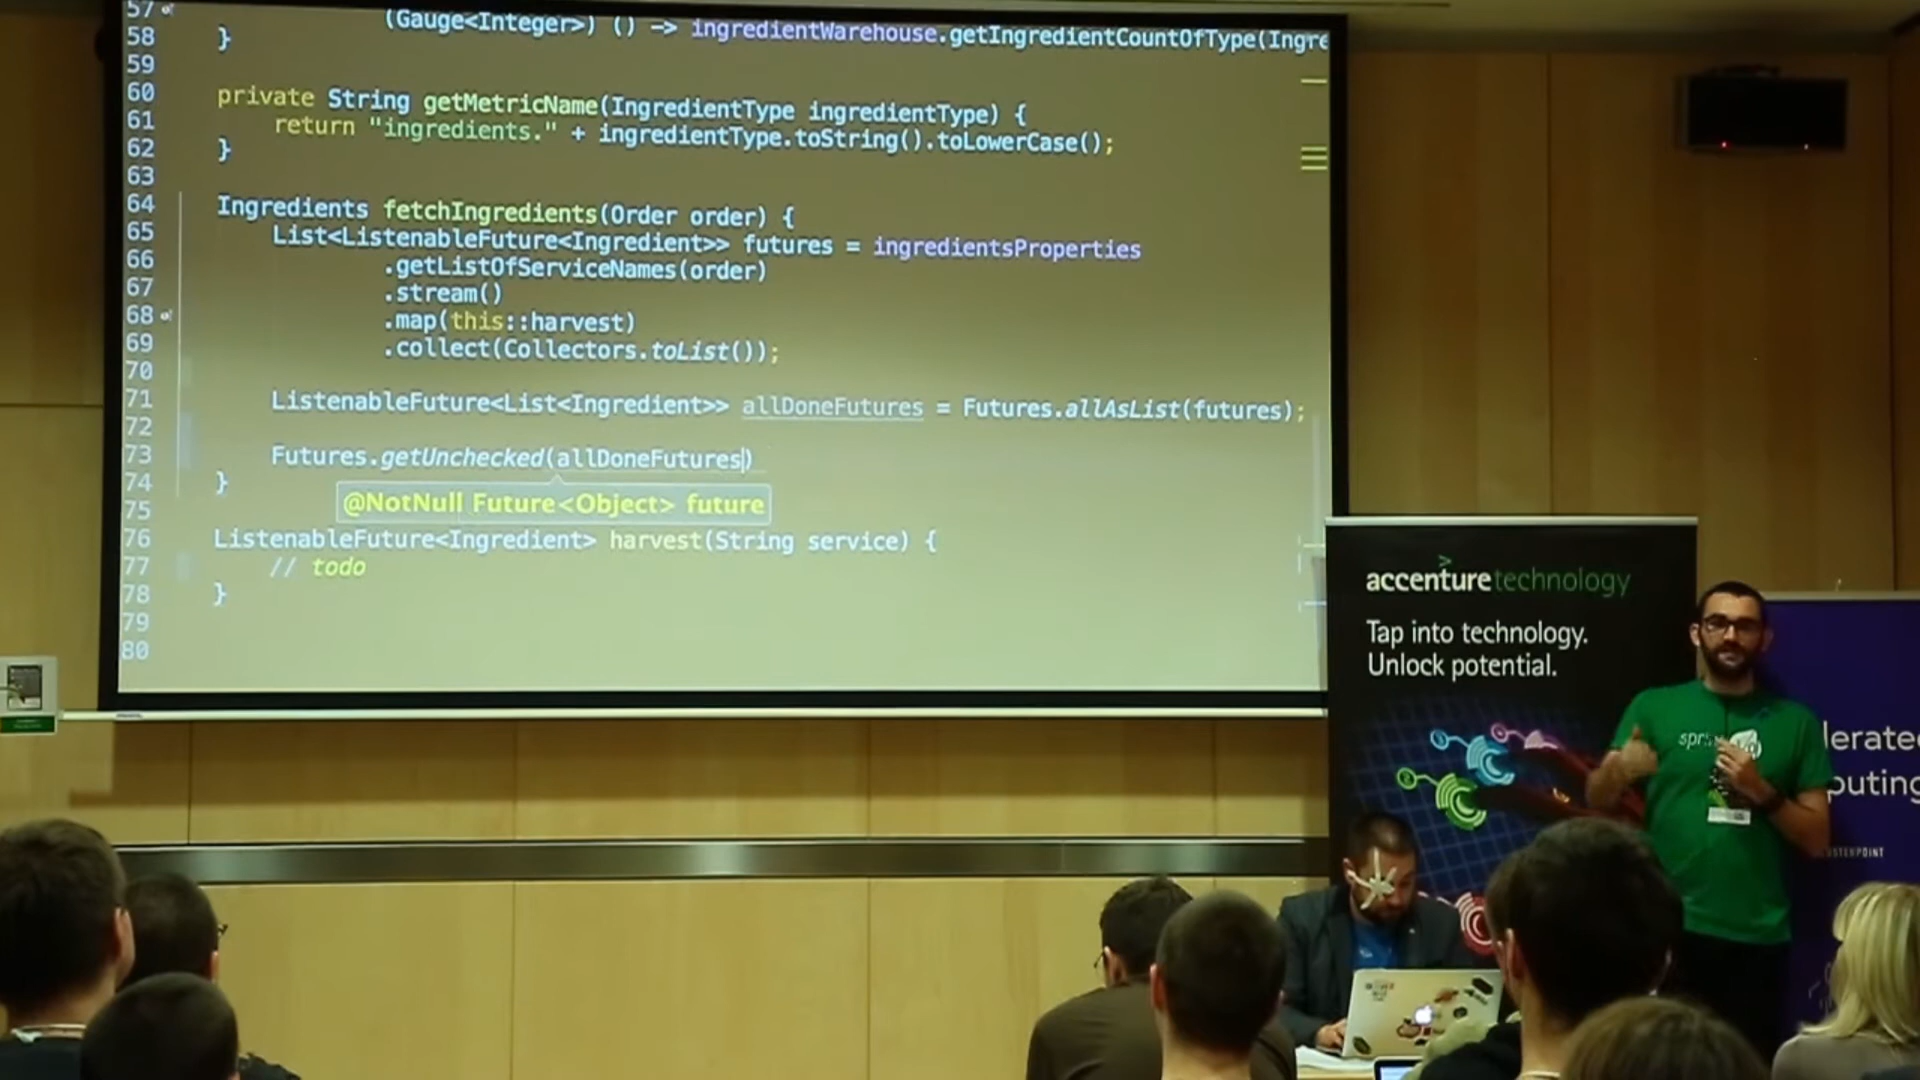 57 (Gauge<Integer>) () -> ingredientWarehouse.getIngredientCountOfType(Ingre
58 }
59
60 private String getMetricName(IngredientType ingredientType) {
61 return "ingredients." + ingredientType.toString().toLowerCase();
62 }
63
64 Ingredients fetchIngredients(Order order) {
65 List<ListenableFuture<Ingredient>> futures = ingredientsProperties
66 .getListOfServiceNames(order)
67 .stream()
68 .map(this::harvest)
69 .collect(Collectors.toList());
70
71 ListenableFuture<List<Ingredient>> allDoneFutures = Futures.allAsList(futures);
72
73 Futures.getUnchecked(allDoneFutures)
74 }
75 @NotNull Future<Object> future
76 ListenableFuture<Ingredient> harvest(String service) {
77 // todo
78 }
79
80
accenturetechnology
Tap into technology.
Unlock potential.
lerate
puting